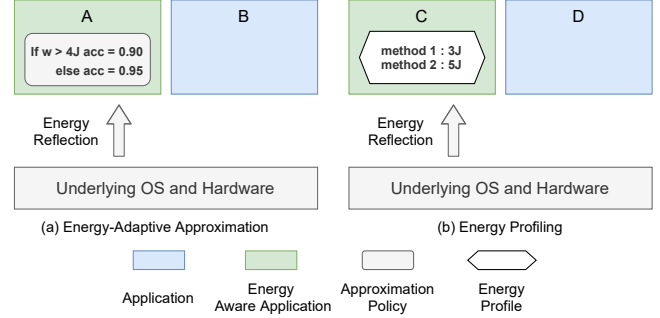 A
If w > 4J acc = 0.90
else acc = 0.95
B
Energy
Reflection
Underlying OS and Hardware
(a) Energy-Adaptive Approximation
C
method 1 : 3J
method 2 : 5J
D
Energy
Reflection
Underlying OS and Hardware
(b) Energy Profiling
Application
Energy
Aware Application
Approximation
Policy
Energy
Profile